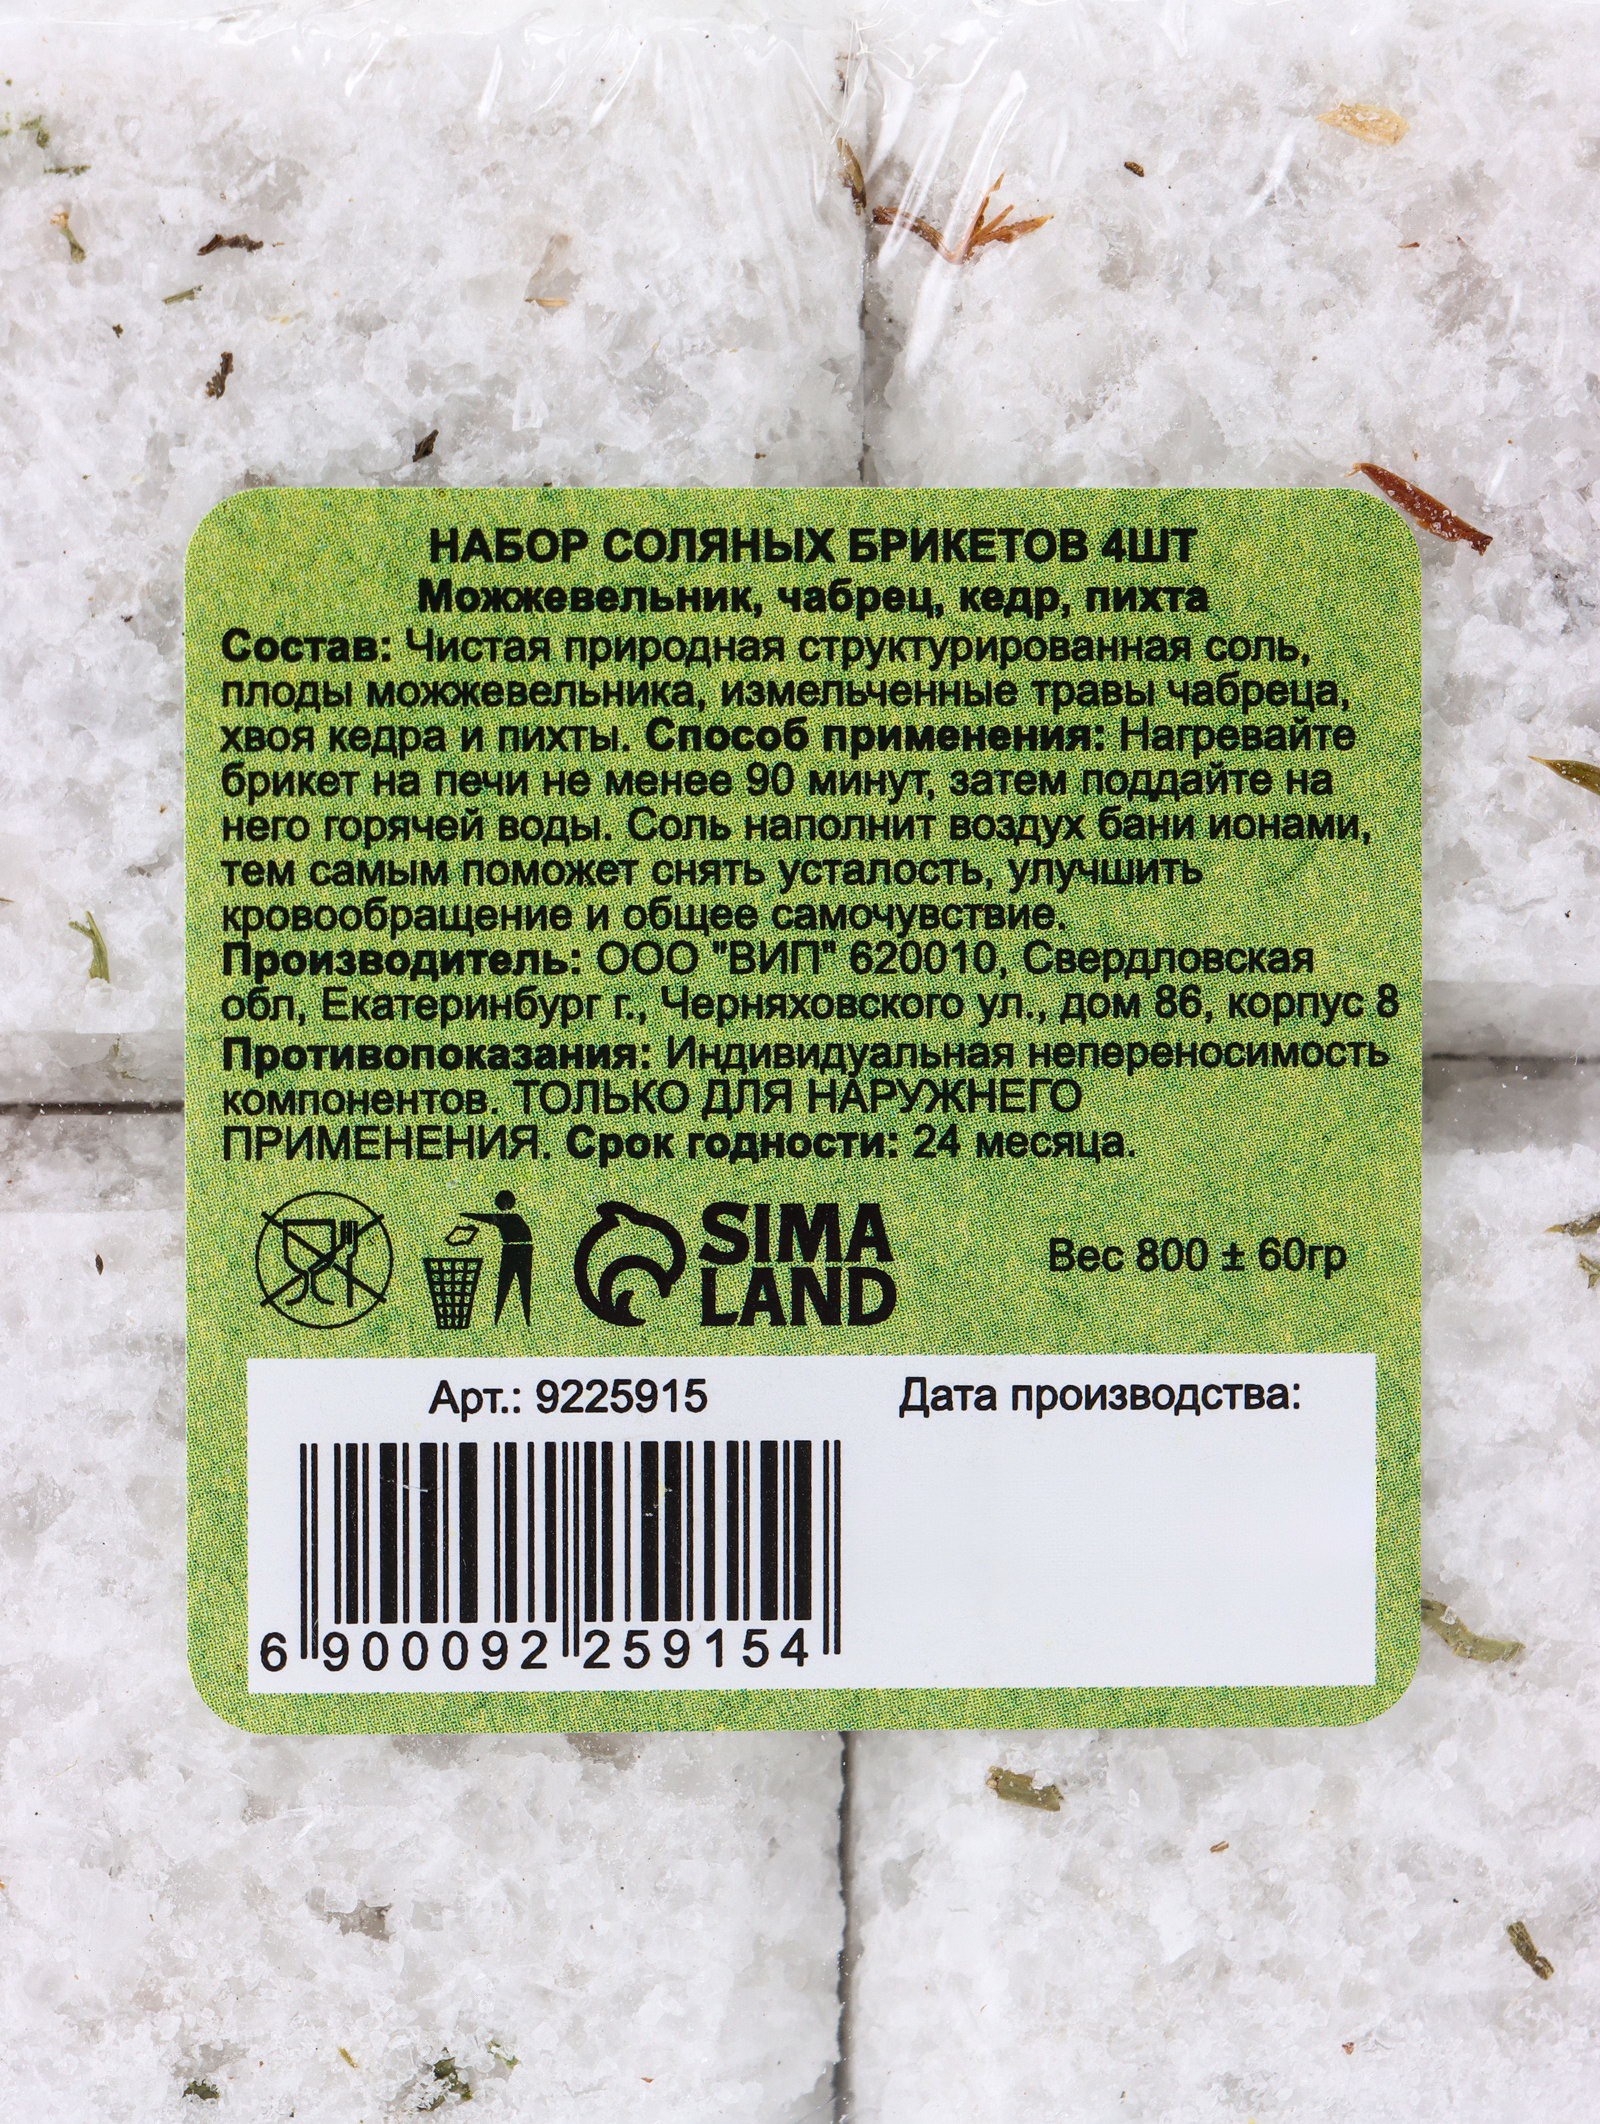 НАБОР СОЛЯНЫХ БРИКЕТОВ 4ШТ
Можжевельник, чабрец, кедр, пихта
Состав: Чистая природная структурированная соль,
плоды можжевельника, измельченные травы чабреца,
хвоя кедра и пихты. Способ применения: Нагревайте
брикет на печи не менее 90 минут, затем поддайте на
него горячей воды. Соль наполнит воздух бани ионами,
тем самым поможет снять усталость, улучшить
кровообращение и общее самочувствие.
Производитель: ООО "ВИП" 620010, Свердловская
обл, Екатеринбург г., Черняховского ул., дом 86, корпус 8
Противопоказания: Индивидуальная непереносимость
компонентов. ТОЛЬКО ДЛЯ НАРУЖНЕГО
ПРИМЕНЕНИЯ. Срок годности: 24 месяца.
SIMA
LAND
Вес 800 ± 60гр
Арт.: 9225915
Дата производства:
6 900092 259154